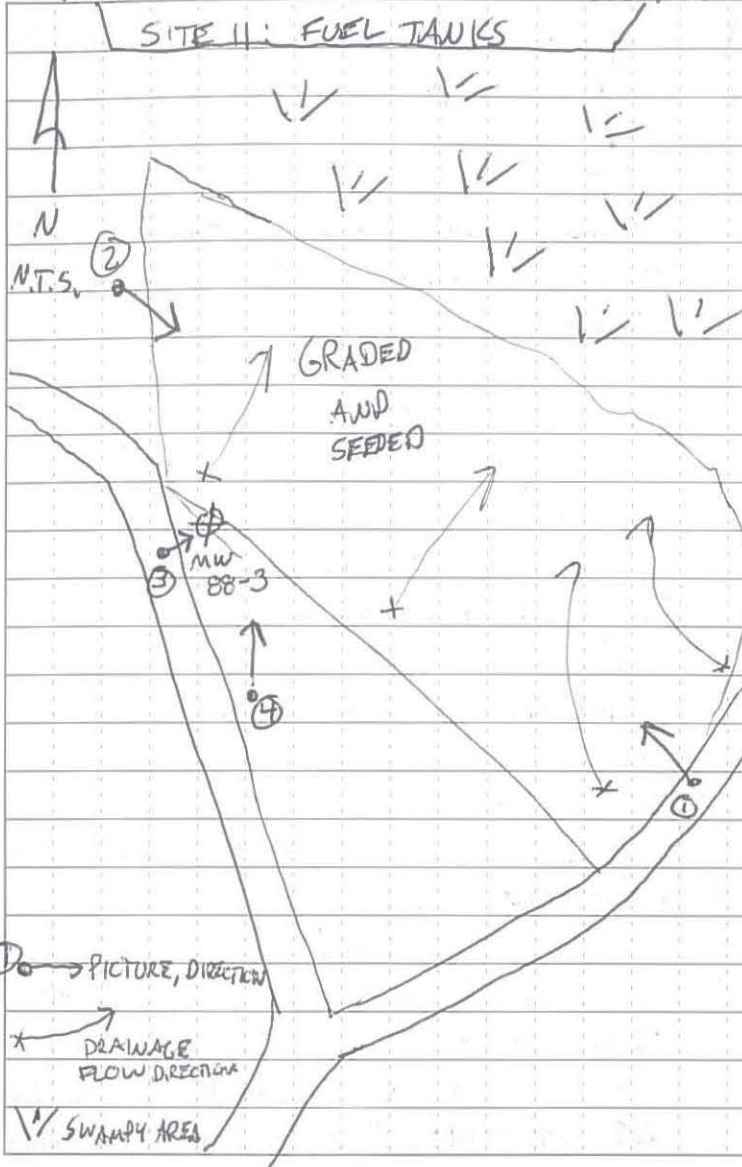 SITE 11: FUEL TANKS
N
N.T.S.
②
GRADED
AND
SEEDED
MW
88-3
③
④
①
① PICTURE, DIRECTION
DRAINAGE
FLOW DIRECTION
SWAMPY AREA